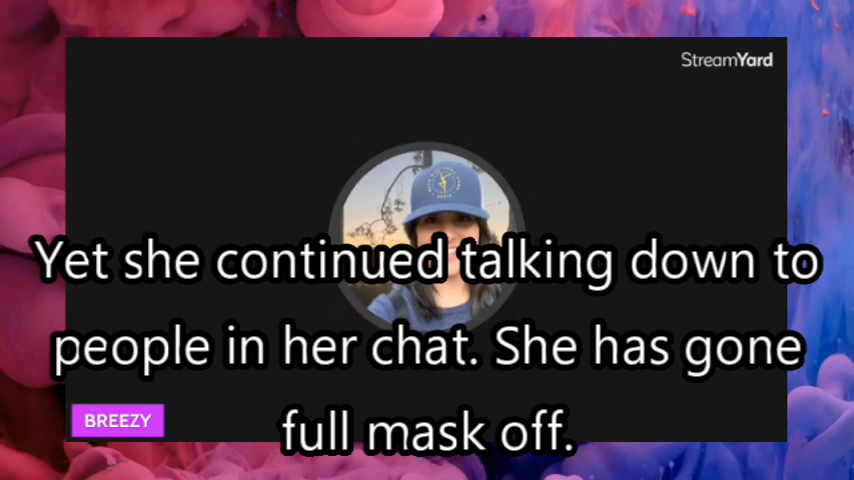 StreamYard
Yet she continued talking down to
people in her chat. She has gone
full mask off.
BREEZY